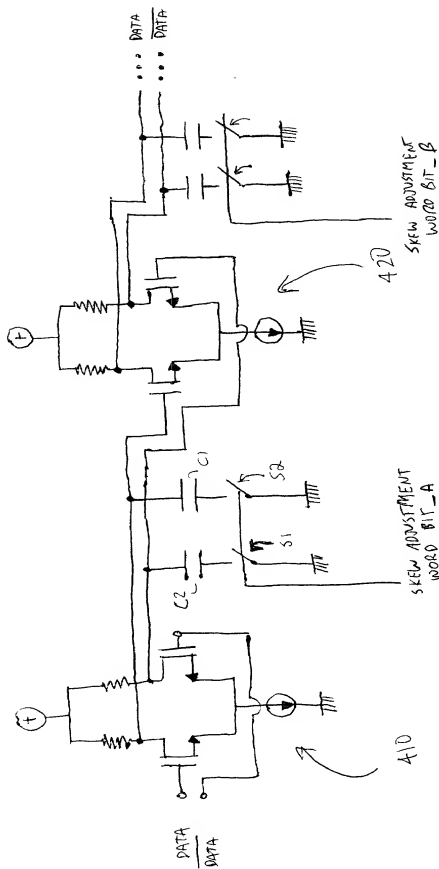 DATA
DATA
+
410
C2
C1
S1
S2
SKEW ADJUSTMENT
WORD BIT_A
+
420
SKEW ADJUSTMENT
WORD BIT_B
... DATA
... DATA